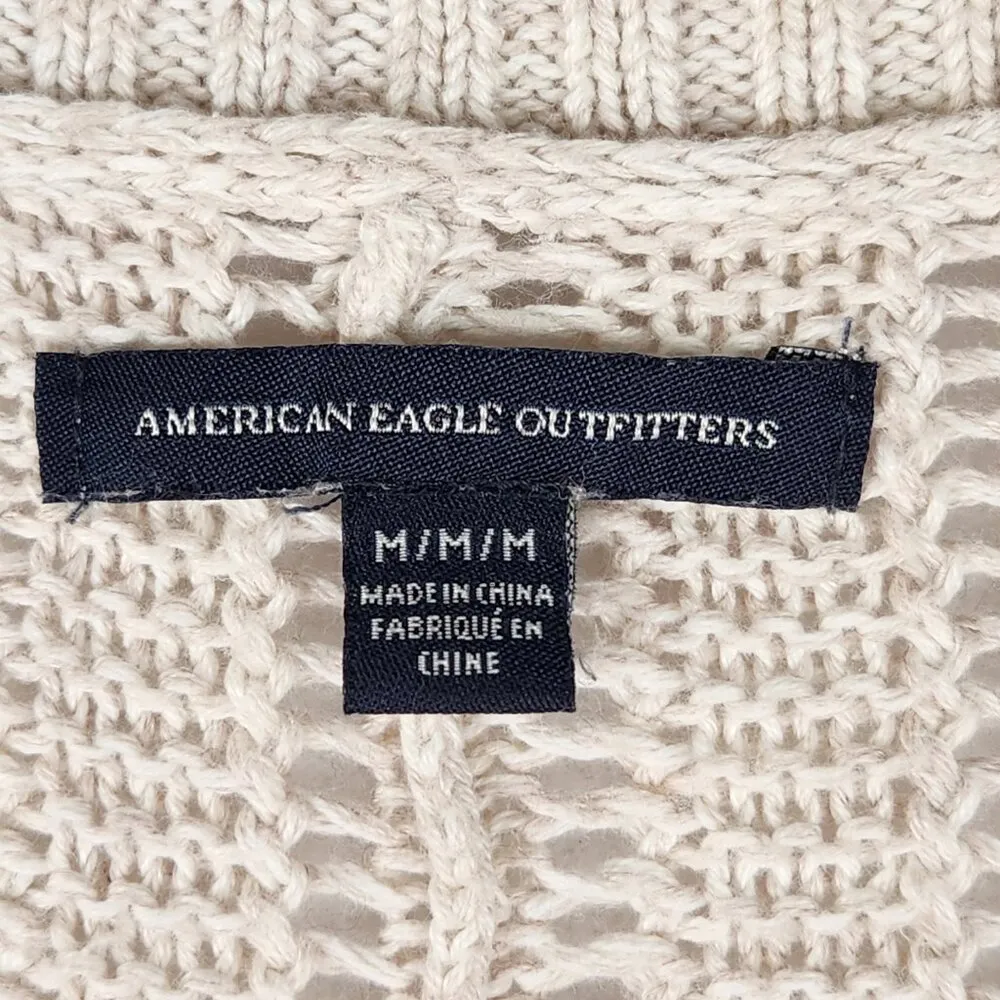 AMERICAN EAGLE OUTFITTERS
M/M/M
MADE IN CHINA
FABRIQUÉ EN
CHINE